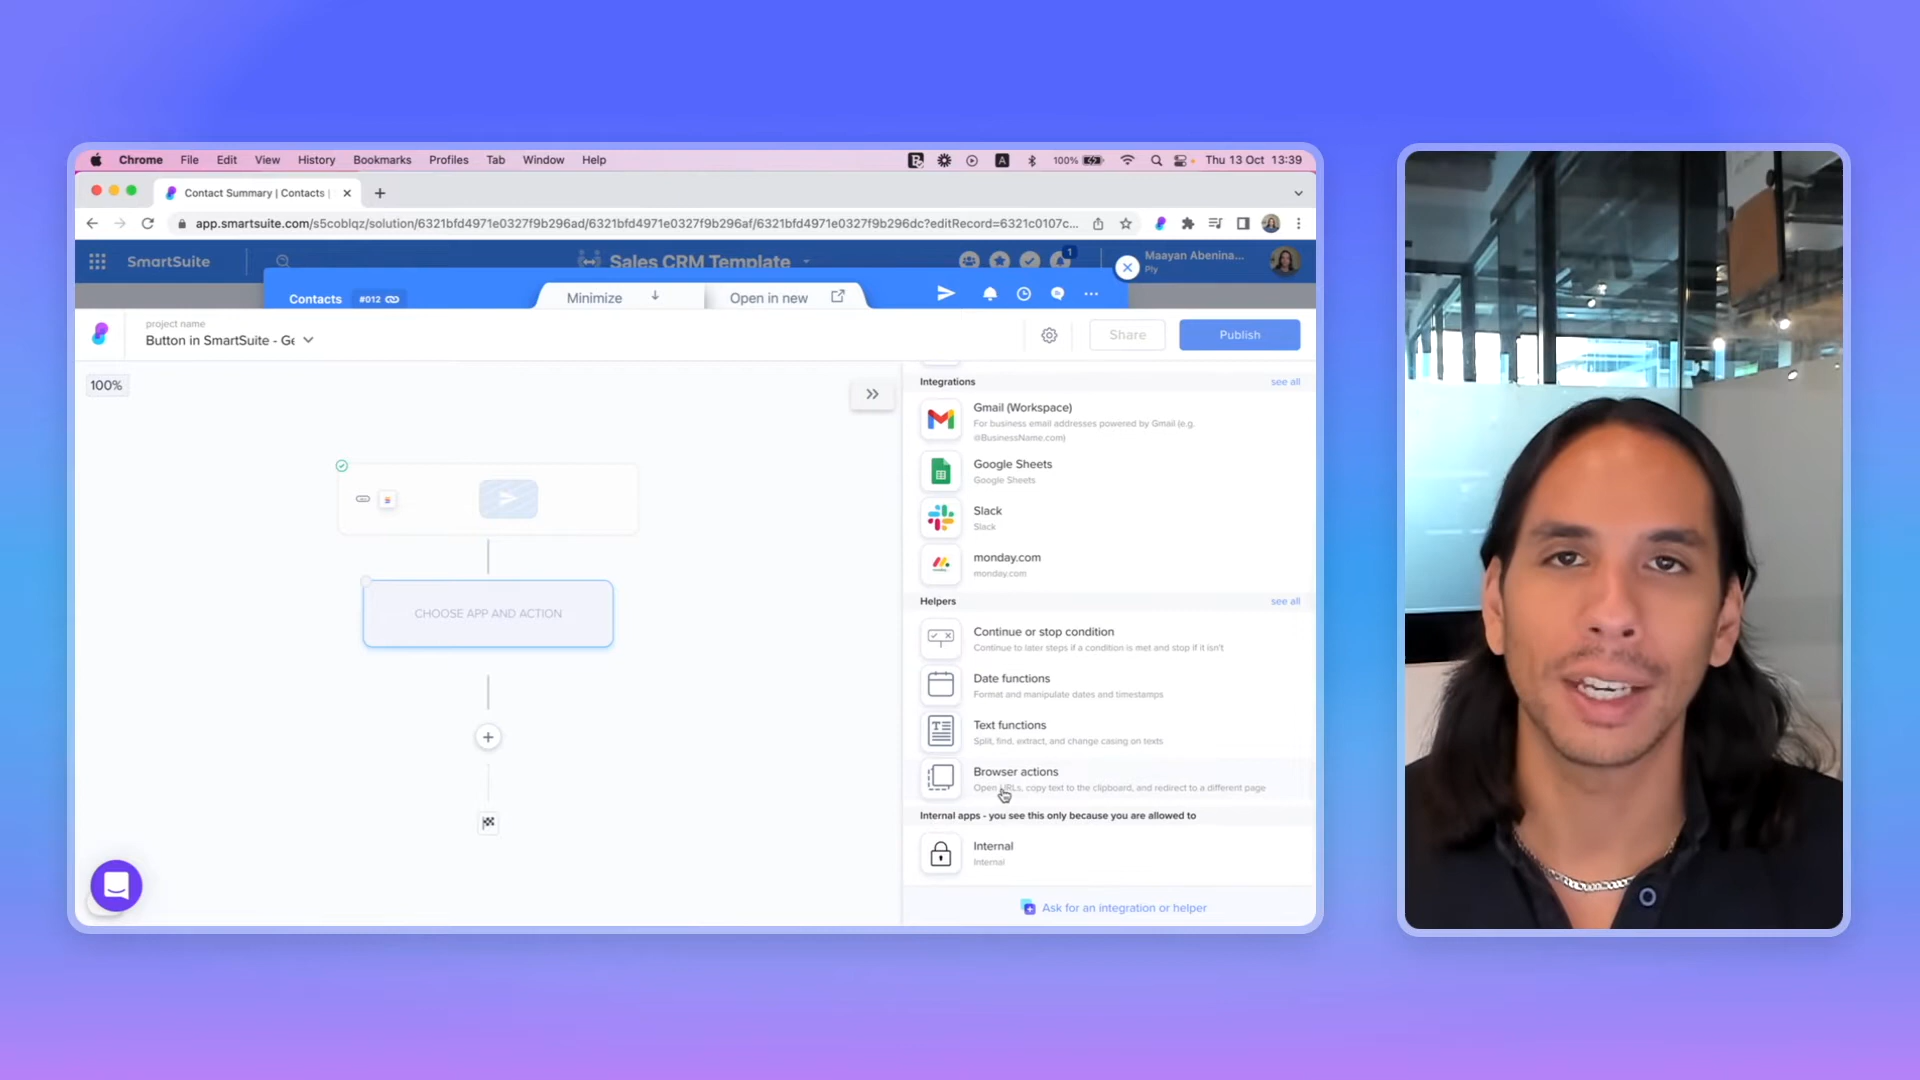 Chrome File Edit View History Bookmarks Profiles Tab Window Help
A 100% Thu 13 Oct 13:39
Contact Summary | Contacts |
app.smartsuite.com/s5coblqz/solution/6321bfd4971e0327f9b296ad/6321bfd4971e0327f9b296af/6321bfd4971e0327f9b296dc?editRecord=6321c0107c...
SmartSuite
Sales CRM Template
1
Maayan Abenina...
Ply
Contacts #012
Minimize
Open in new
project name
Button in SmartSuite - Ge
Share
Publish
100%
CHOOSE APP AND ACTION
Integrations see all
Gmail (Workspace)
For business email addresses powered by Gmail (e.g.
@BusinessName.com)
Google Sheets
Google Sheets
Slack
Slack
monday.com
monday.com
Helpers see all
Continue or stop condition
Continue to later steps if a condition is met and stop if it isn't
Date functions
Format and manipulate dates and timestamps
Text functions
Split, find, extract, and change casing on texts
Browser actions
Open URLs, copy text to the clipboard, and redirect to a different page
Internal apps - you see this only because you are allowed to
Internal
Internal
Ask for an integration or helper